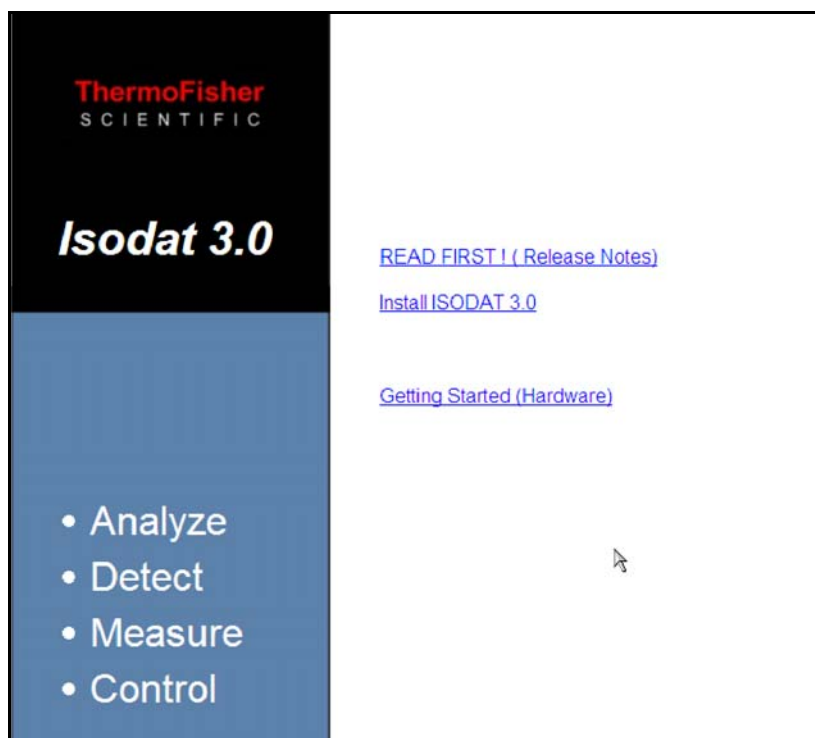 ThermoFisher
SCIENTIFIC
Isodat 3.0
• Analyze
• Detect
• Measure
• Control
READ FIRST ! ( Release Notes)
Install ISODAT 3.0
Getting Started (Hardware)